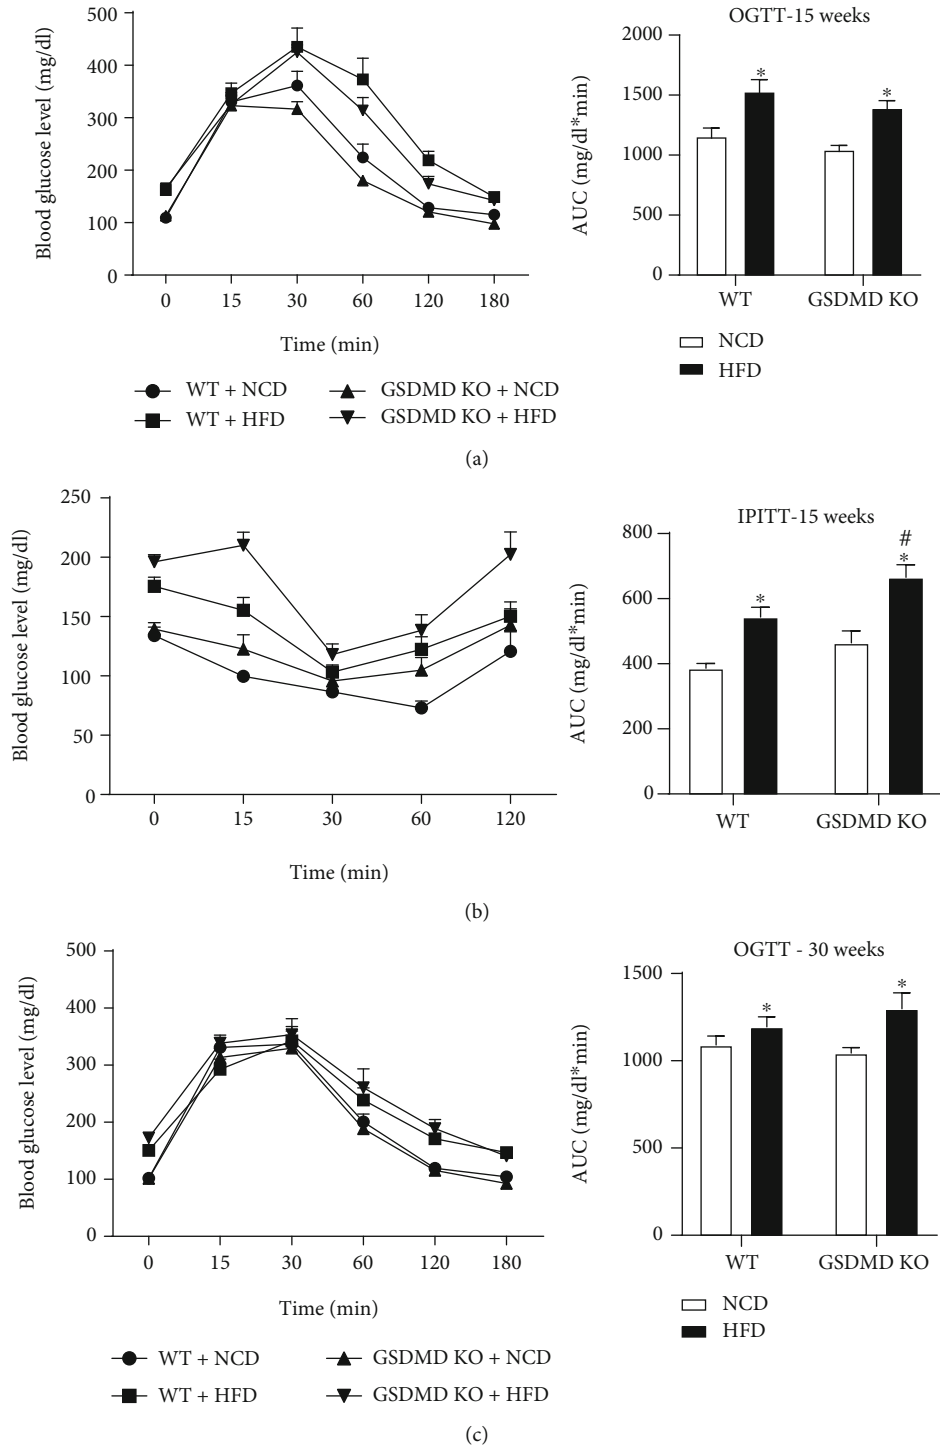 500
400
300
200
100
0
Blood glucose level (mg/dl)
0 15 30 60 120 180
Time (min)
WT + NCD
GSDMD KO + NCD
WT + HFD
GSDMD KO + HFD
OGTT-15 weeks
2000
1500
1000
500
0
AUC (mg/dl*min)
* *
WT GSDMD KO
NCD
HFD
(a)
250
200
150
100
50
0
Blood glucose level (mg/dl)
0 15 30 60 120
Time (min)
IPITT-15 weeks
800
600
400
200
0
AUC (mg/dl*min)
#
* *
WT GSDMD KO
(b)
500
400
300
200
100
0
Blood glucose level (mg/dl)
0 15 30 60 120 180
Time (min)
WT + NCD
GSDMD KO + NCD
WT + HFD
GSDMD KO + HFD
OGTT - 30 weeks
1500
1000
500
0
AUC (mg/dl*min)
* *
WT GSDMD KO
NCD
HFD
(c)